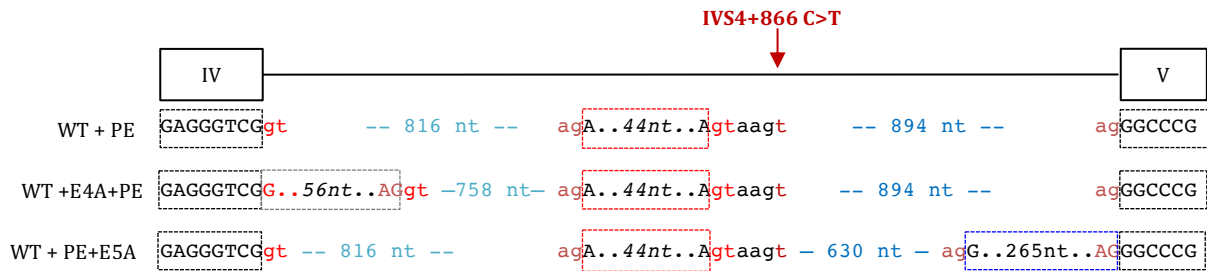 IVS4+866 C>T
IV V
WT + PE GAGGGTCGgt -- 816 nt -- agA..44nt..Agtaagt -- 894 nt -- agGGCCCG
WT +E4A+PE GAGGGTCGG..56nt..AGgt —758 nt— agA..44nt..Agtaagt -- 894 nt -- agGGCCCG
WT + PE+E5A GAGGGTCGgt -- 816 nt -- agA..44nt..Agtaagt — 630 nt — agG..265nt..AGGGCCCG